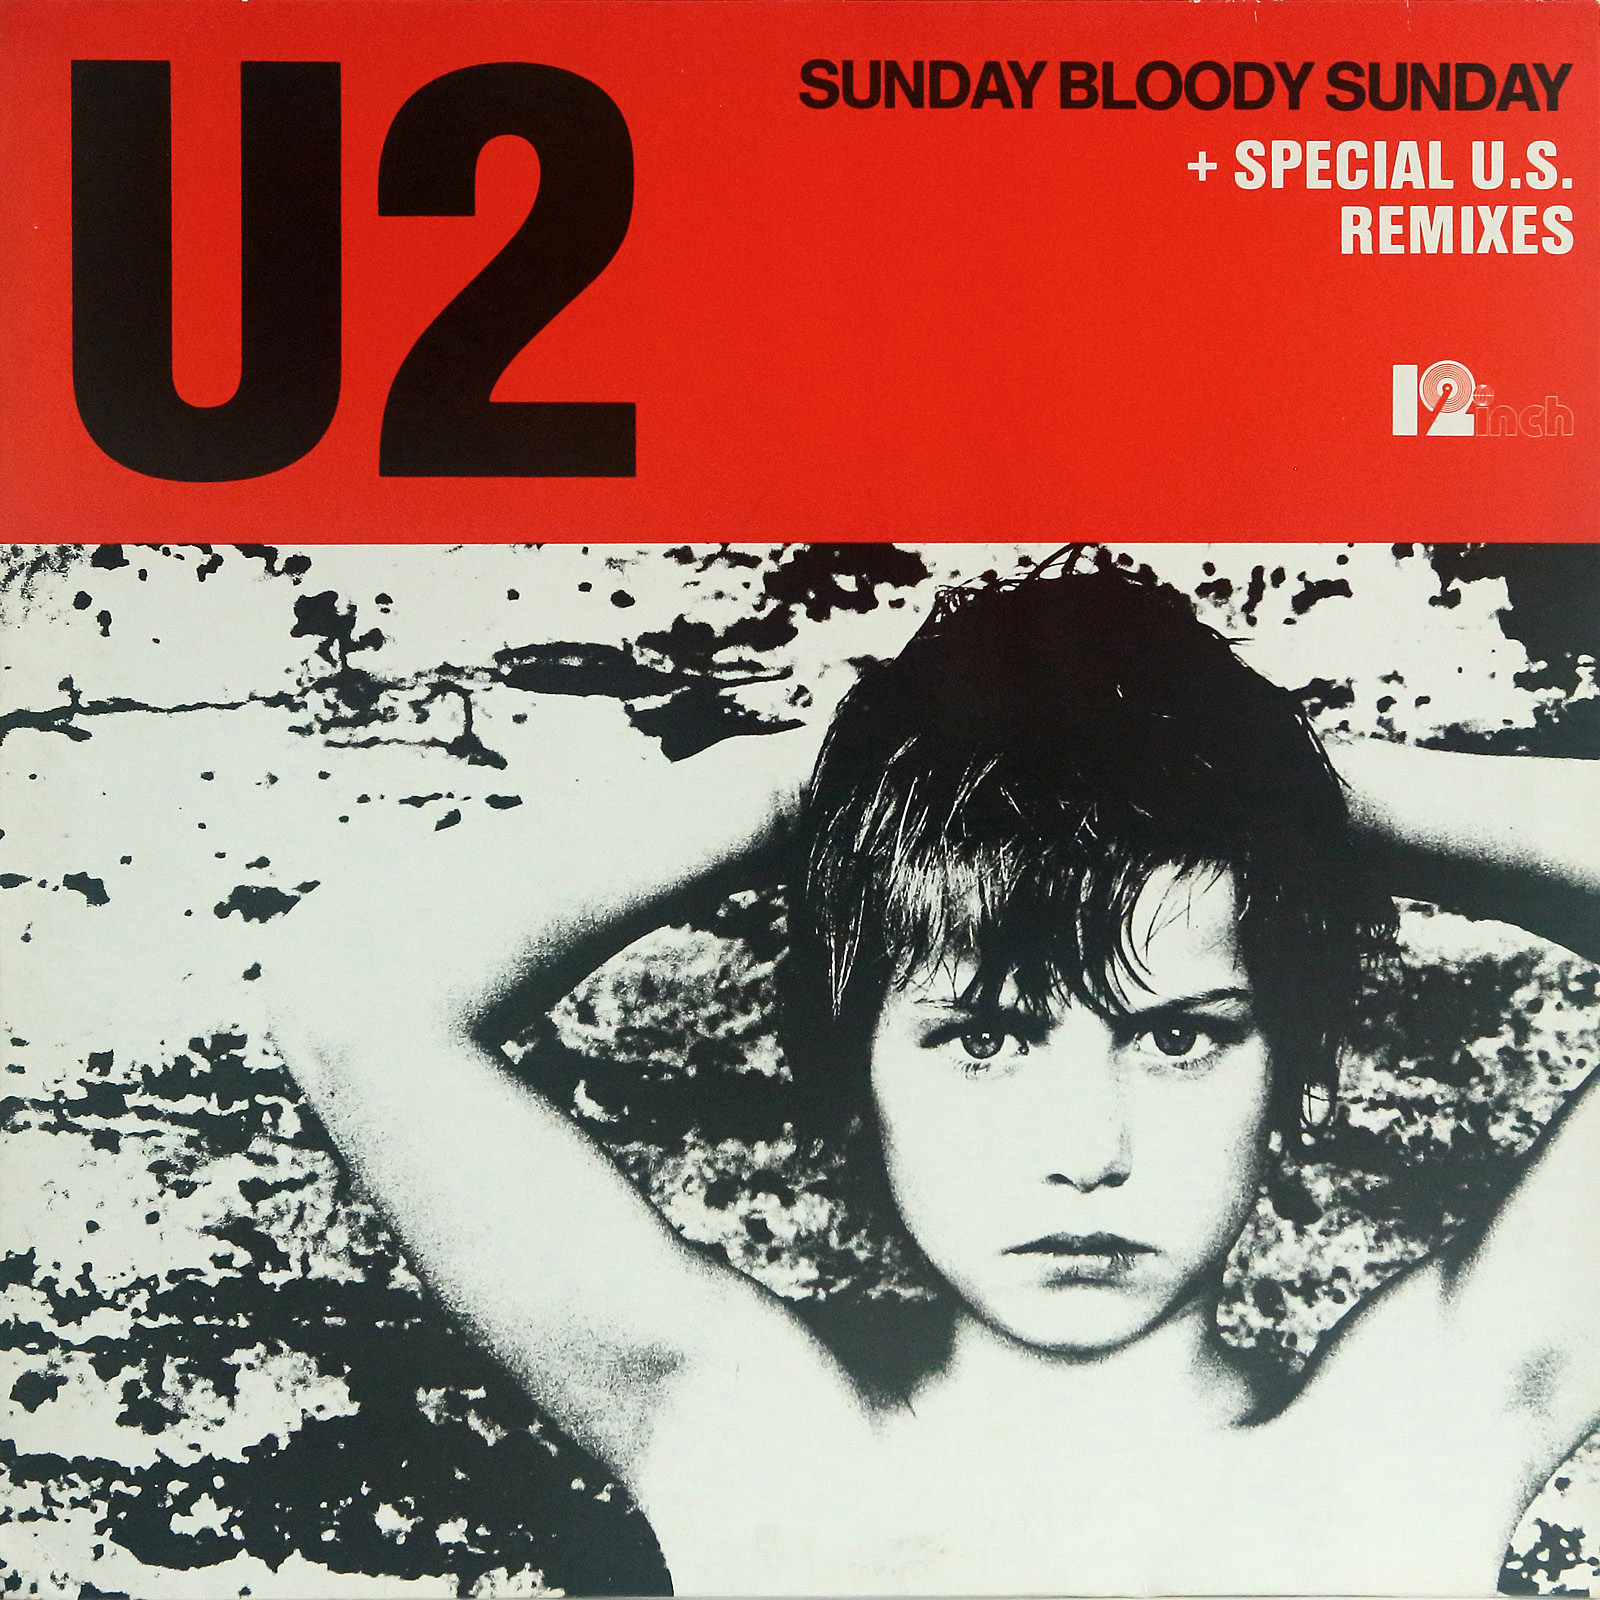 U2
SUNDAY BLOODY SUNDAY
+ SPECIAL U.S.
REMIXES
12 inch